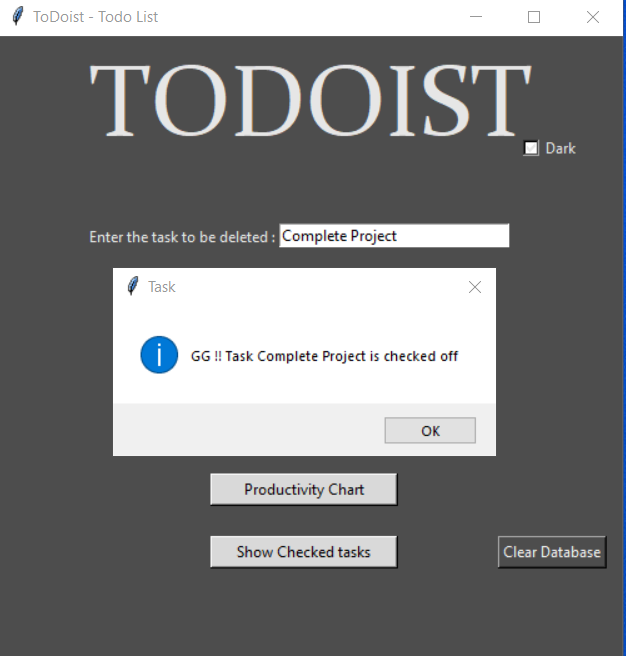 ToDoist - Todo List
TODOIST
Dark
Enter the task to be deleted : Complete Project
Task
GG !! Task Complete Project is checked off
OK
Productivity Chart
Show Checked tasks
Clear Database